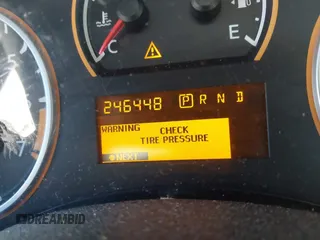 C E
246448 P R N D
WARNING
CHECK
TIRE PRESSURE
NEXT
DREAMBID